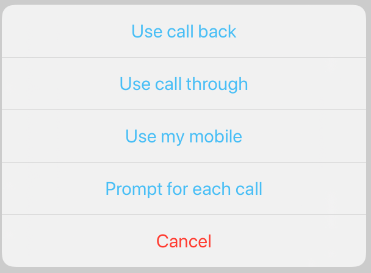 Use call back
Use call through
Use my mobile
Prompt for each call
Cancel